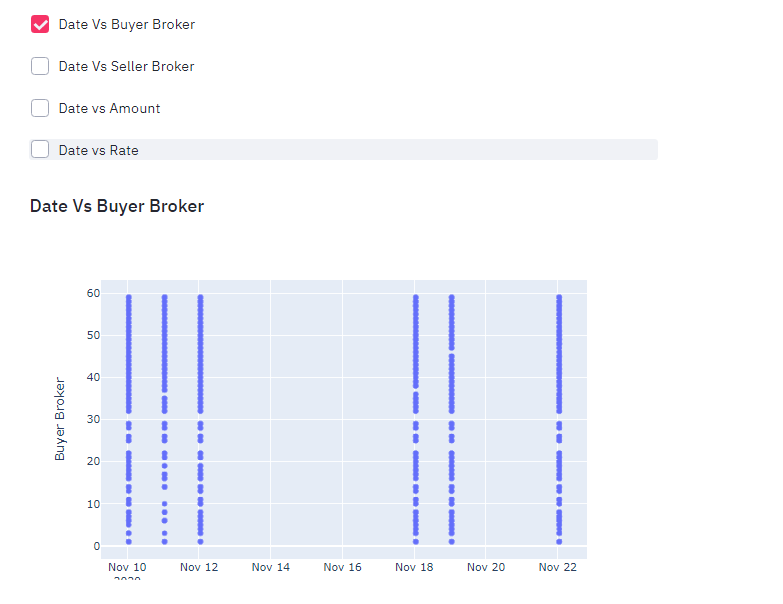 Date Vs Buyer Broker
Date Vs Seller Broker
Date vs Amount
Date vs Rate
Date Vs Buyer Broker
60
50
40
30
20
10
0
Buyer Broker
Nov 10 Nov 12 Nov 14 Nov 16 Nov 18 Nov 20 Nov 22